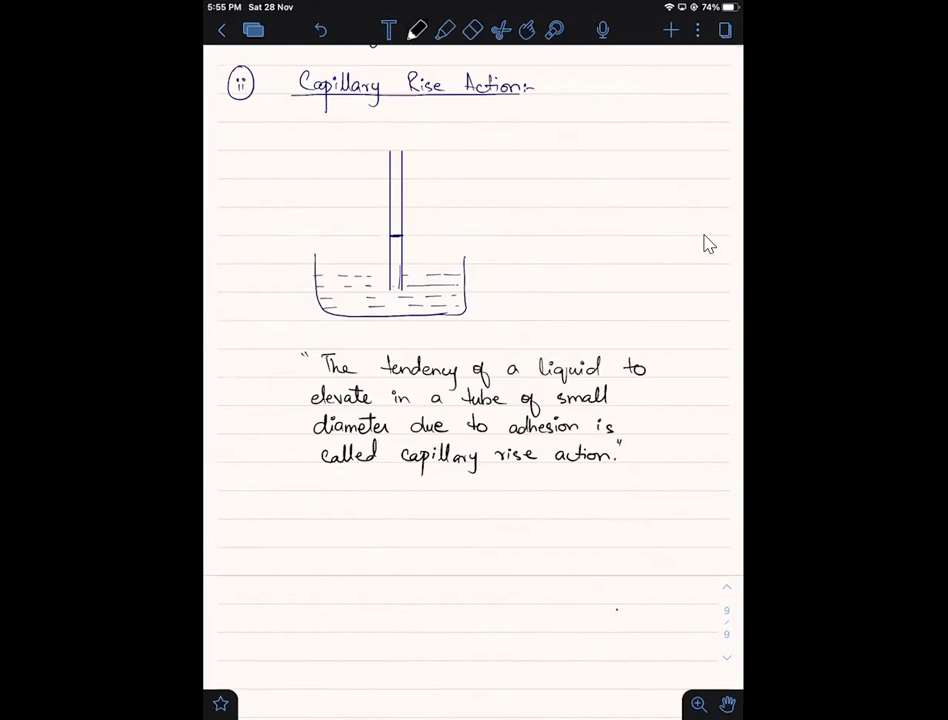 5:55 PM Sat 28 Nov
74%
ii Capillary Rise Action:-
" The tendency of a liquid to
elevate in a tube of small
diameter due to adhesion is
called capillary rise action."
9
/
9